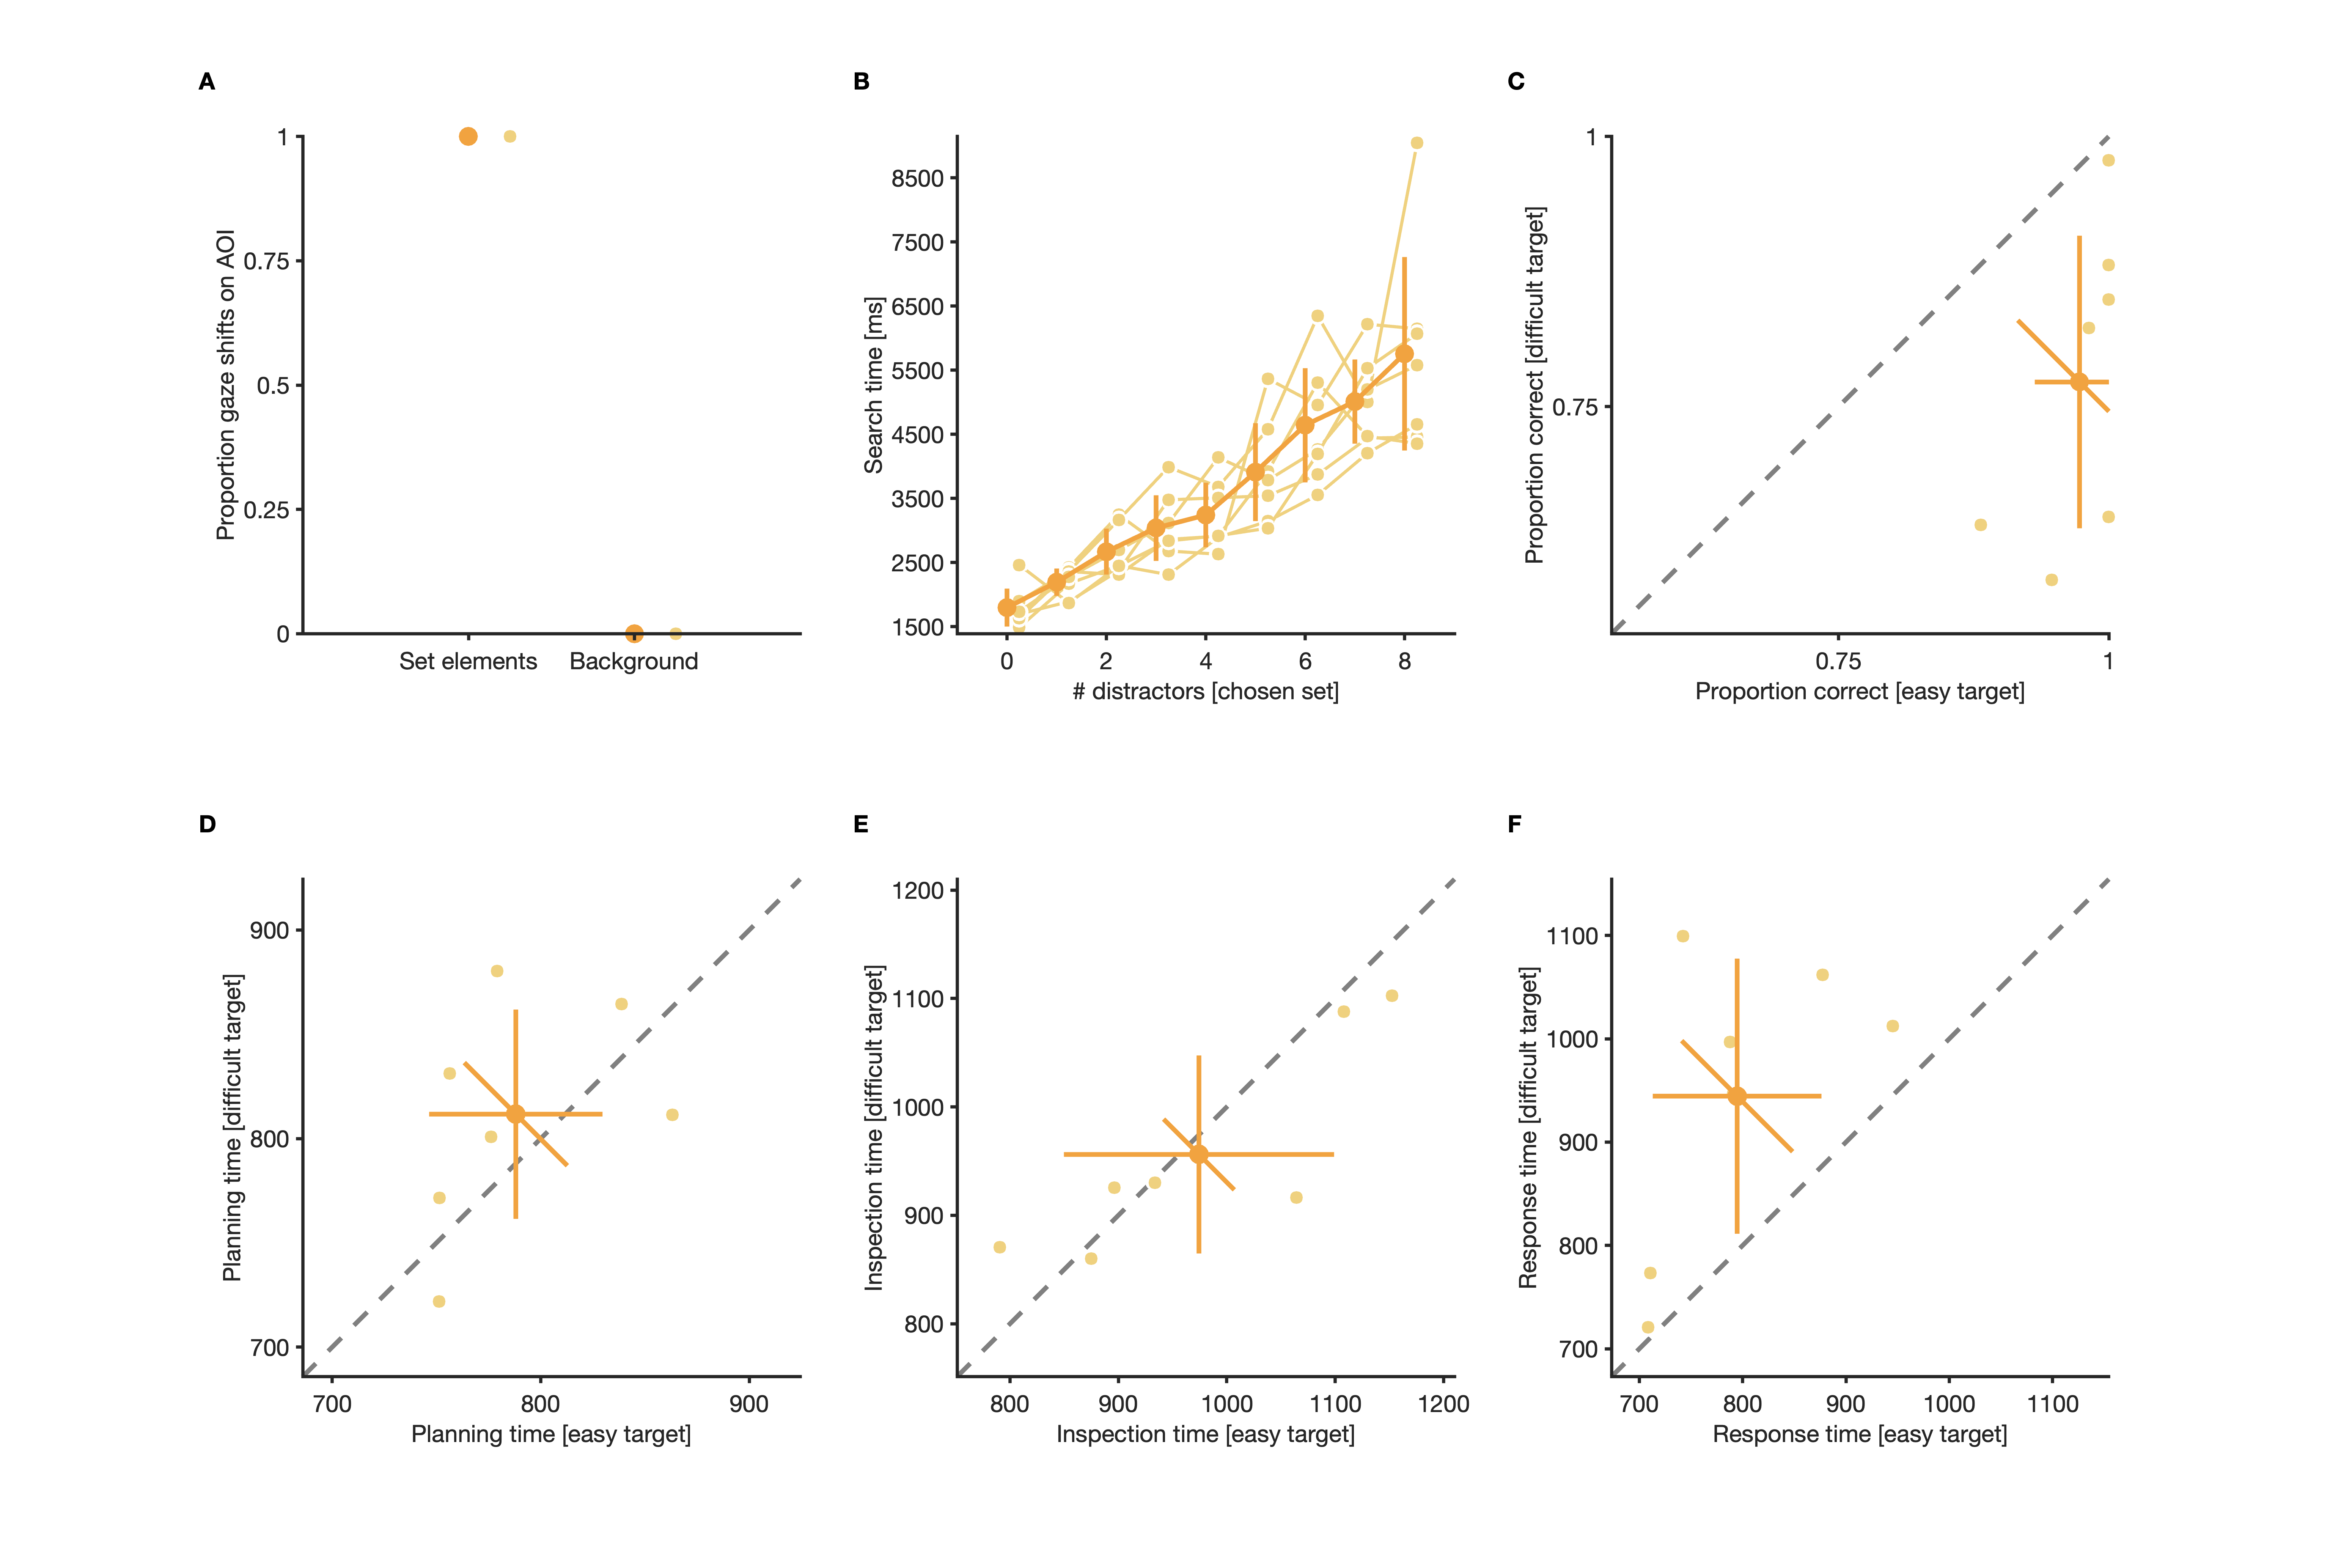 A
Proportion gaze shifts on AOI
1
0.75
0.5
0.25
0
Set elements Background
B
Search time [ms]
8500
7500
6500
5500
4500
3500
2500
1500
0 2 4 6 8
# distractors [chosen set]
C
Proportion correct [difficult target]
1
0.75
0.75 1
Proportion correct [easy target]
D
Planning time [difficult target]
900
800
700
700 800 900
Planning time [easy target]
E
Inspection time [difficult target]
1200
1100
1000
900
800
800 900 1000 1100 1200
Inspection time [easy target]
F
Response time [difficult target]
1100
1000
900
800
700
700 800 900 1000 1100
Response time [easy target]